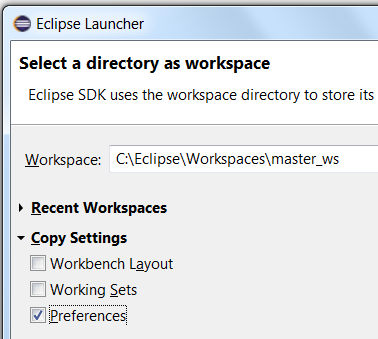 Eclipse Launcher
Select a directory as workspace
Eclipse SDK uses the workspace directory to store its
Workspace: C:\Eclipse\Workspaces\master_ws
Recent Workspaces
Copy Settings
Workbench Layout
Working Sets
Preferences